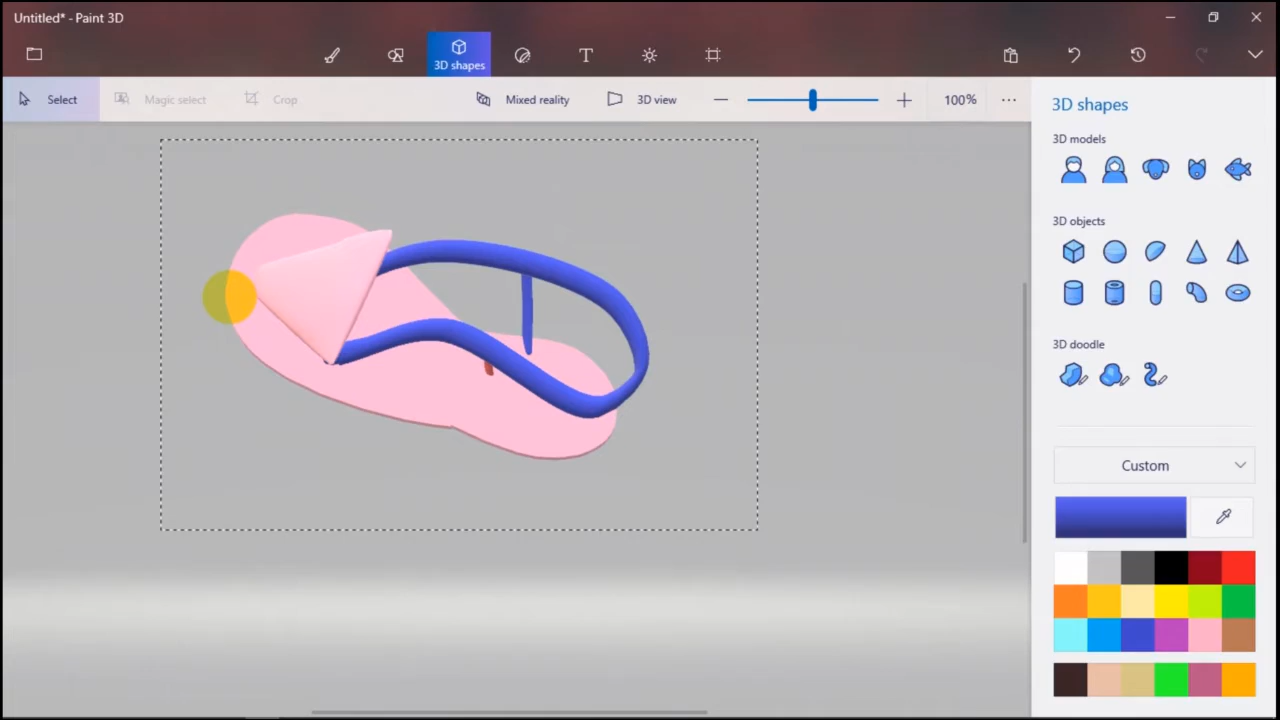 Untitled* - Paint 3D
3D shapes
Select
Magic select
Crop
Mixed reality
3D view
100%
3D shapes
3D models
3D objects
3D doodle
Custom